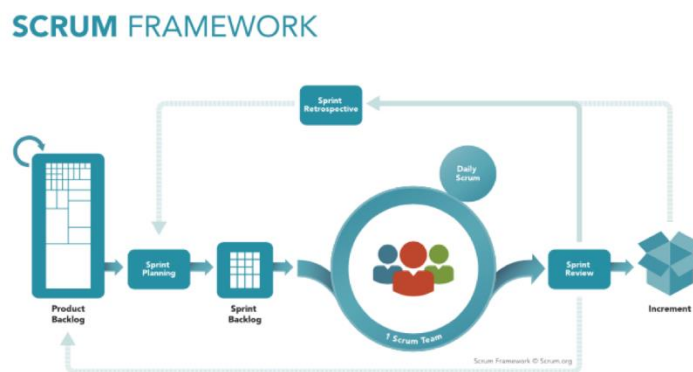 SCRUM FRAMEWORK
Sprint
Retrospective
Daily
Scrum
Sprint
Planning
Sprint
Review
Product
Backlog
Sprint
Backlog
1 Scrum Team
Increment
Scrum Framework © Scrum.org